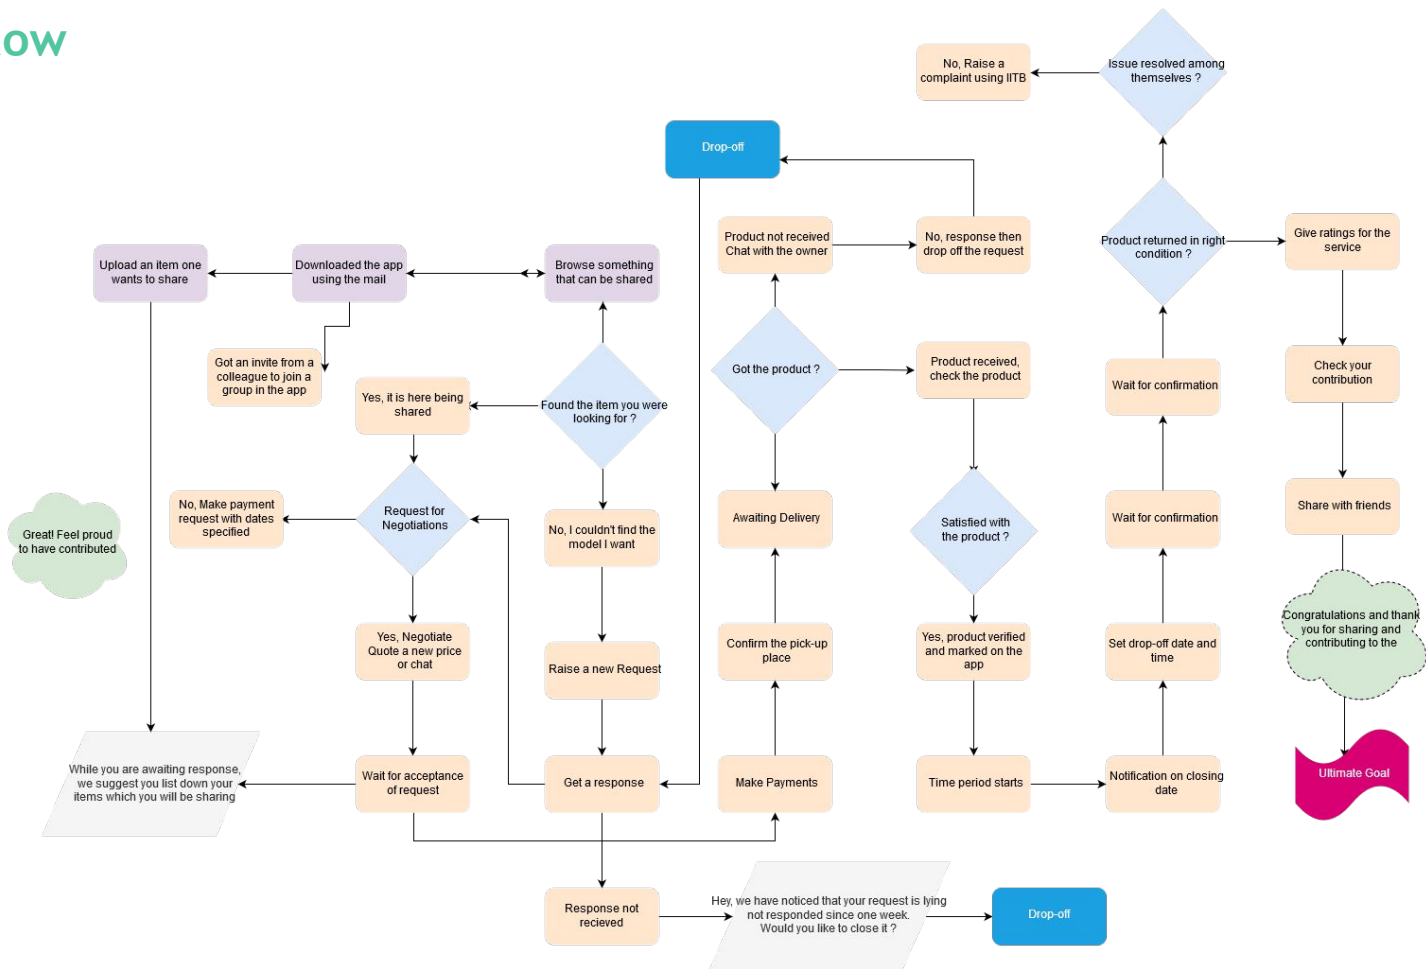 ow
No, Raise a
complaint using IITB
Issue resolved among
themselves ?
Drop-off
Product not received
Chat with the owner
No, response then
drop off the request
Product returned in right
condition ?
Give ratings for the
service
Upload an item one
wants to share
Downloaded the app
using the mail
Browse something
that can be shared
Got an invite from a
colleague to join a
group in the app
Yes, it is here being
shared
Found the item you were
looking for ?
Got the product ?
Product received,
check the product
Wait for confirmation
Check your
contribution
Great! Feel proud
to have contributed
No, Make payment
request with dates
specified
Request for
Negotiations
No, I couldn't find the
model I want
Awaiting Delivery
Satisfied with
the product ?
Wait for confirmation
Share with friends
Yes, Negotiate
Quote a new price
or chat
Raise a new Request
Confirm the pick-up
place
Yes, product verified
and marked on the
app
Set drop-off date and
time
Congratulations and thank
you for sharing and
contributing to the
While you are awaiting response,
we suggest you list down your
items which you will be sharing
Wait for acceptance
of request
Get a response
Make Payments
Time period starts
Notification on closing
date
Ultimate Goal
Response not
recieved
Hey, we have noticed that your request is lying
not responded since one week.
Would you like to close it ?
Drop-off